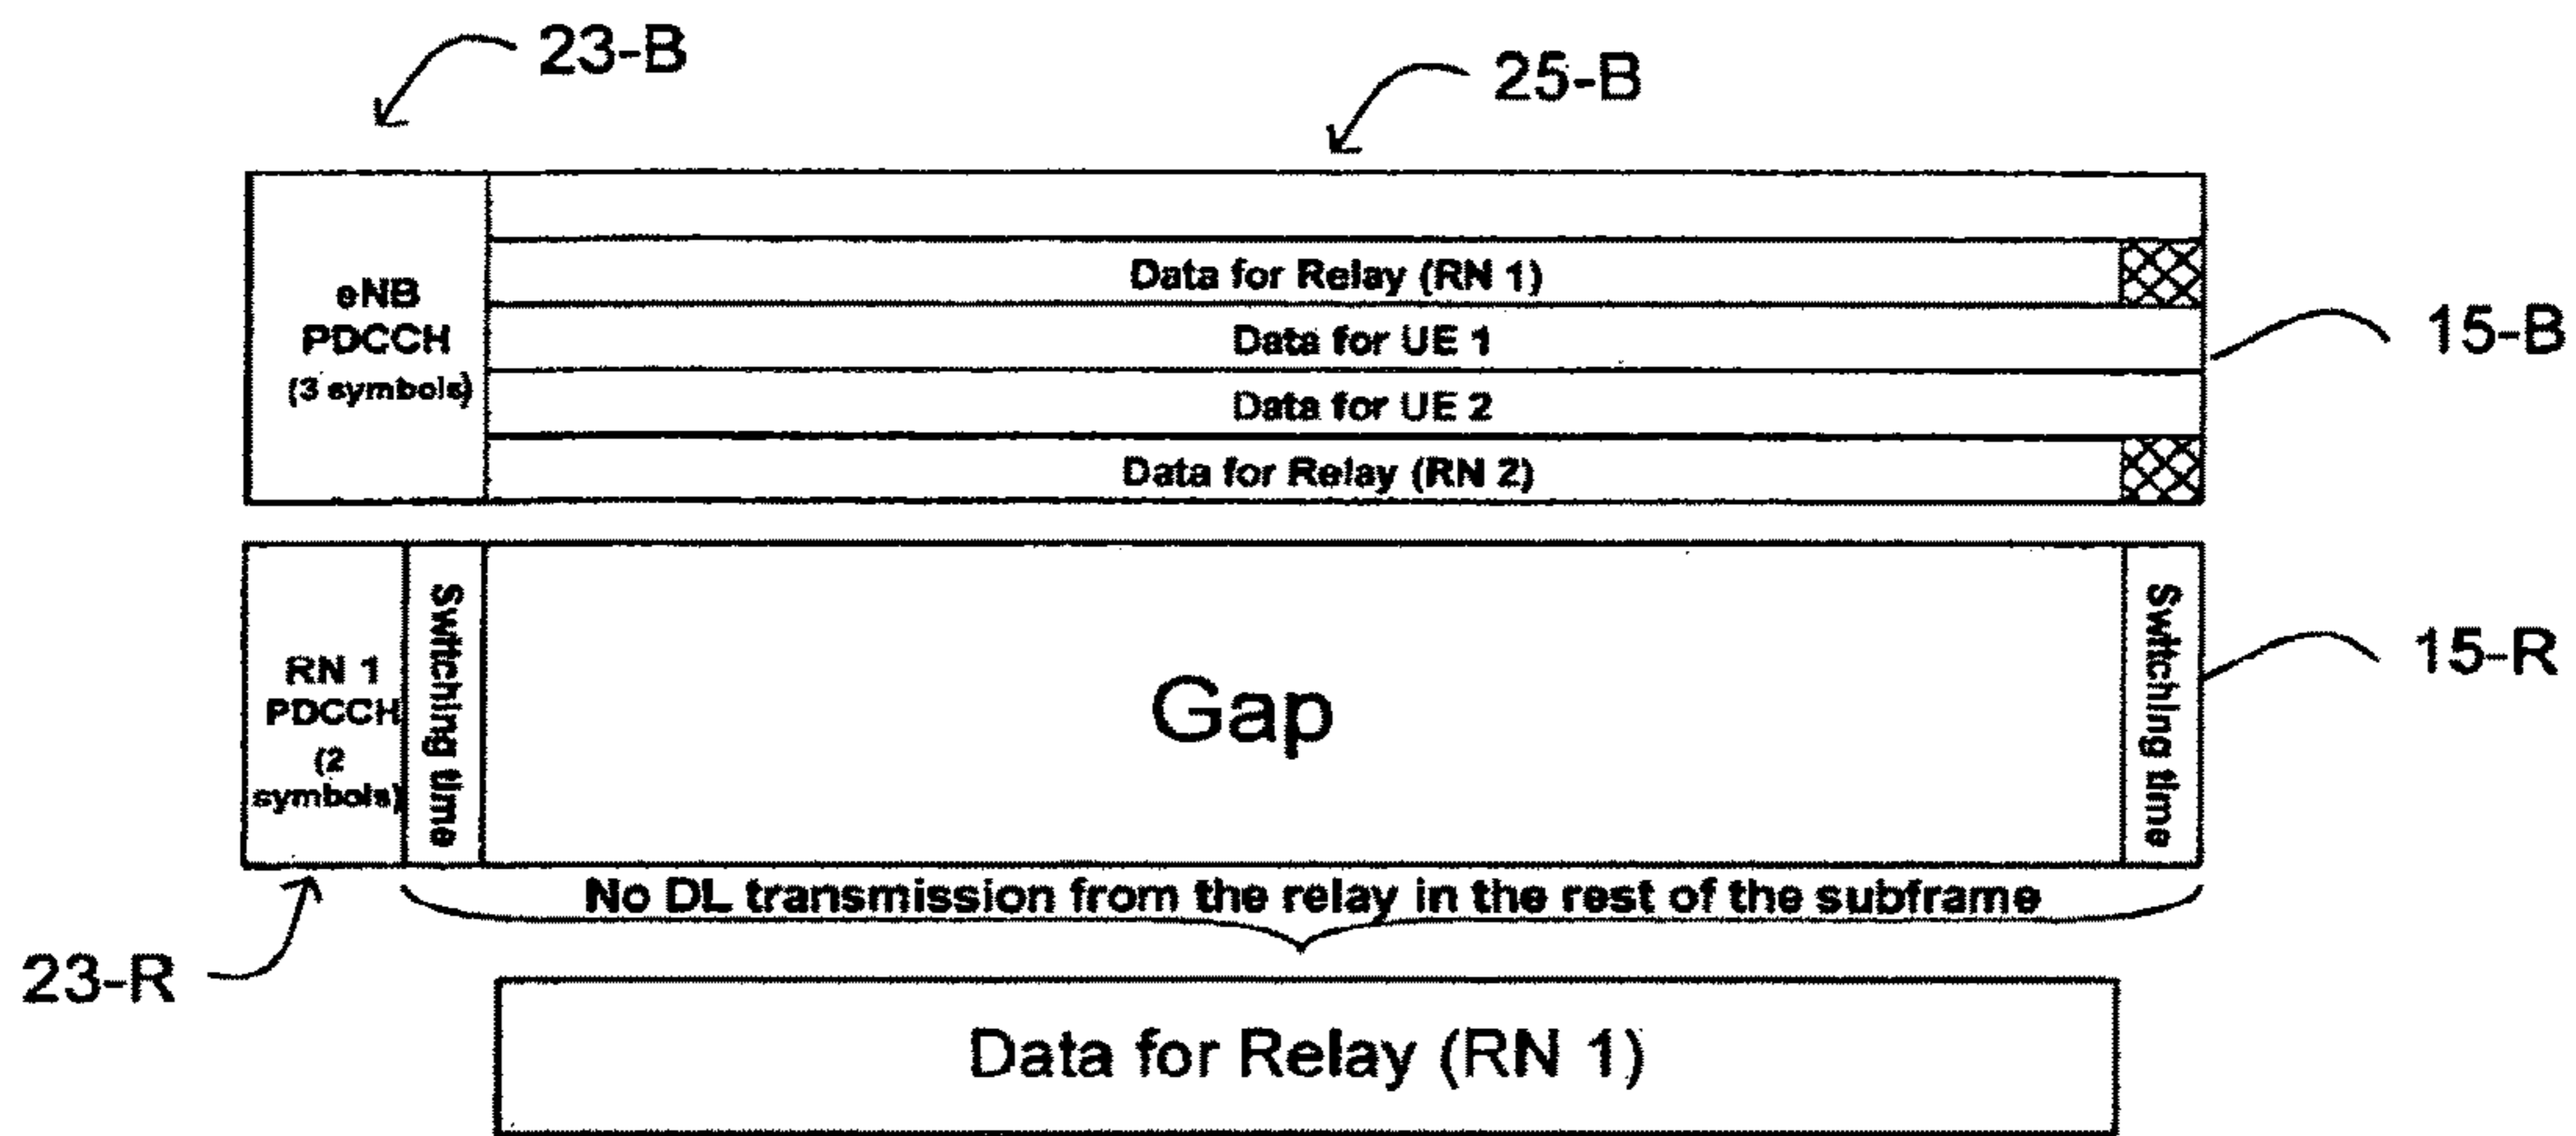 23-B
25-B
eNB
PDCCH
(3 symbols)
Data for Relay (RN 1)
Data for UE 1
Data for UE 2
Data for Relay (RN 2)
15-B
RN 1
PDCCH
(2
symbols)
Switching time
Gap
Switching time
15-R
No DL transmission from the relay in the rest of the subframe
23-R
Data for Relay (RN 1)